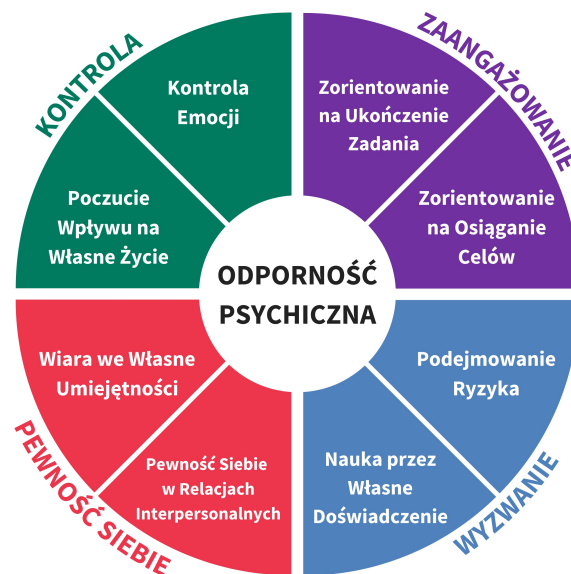 KONTROLA
Kontrola
Emocji
Poczucie
Wpływu na
Własne Życie
ZAANGAŻOWANIE
Zorientowanie
na Ukończenie
Zadania
Zorientowanie
na Osiąganie
Celów
ODPORNOŚĆ
PSYCHICZNA
Wiara we Własne
Umiejętności
Pewność Siebie
w Relacjach
Interpersonalnych
PEWNOŚĆ SIEBIE
Podejmowanie
Ryzyka
Nauka przez
Własne
Doświadczenie
WYZWANIE